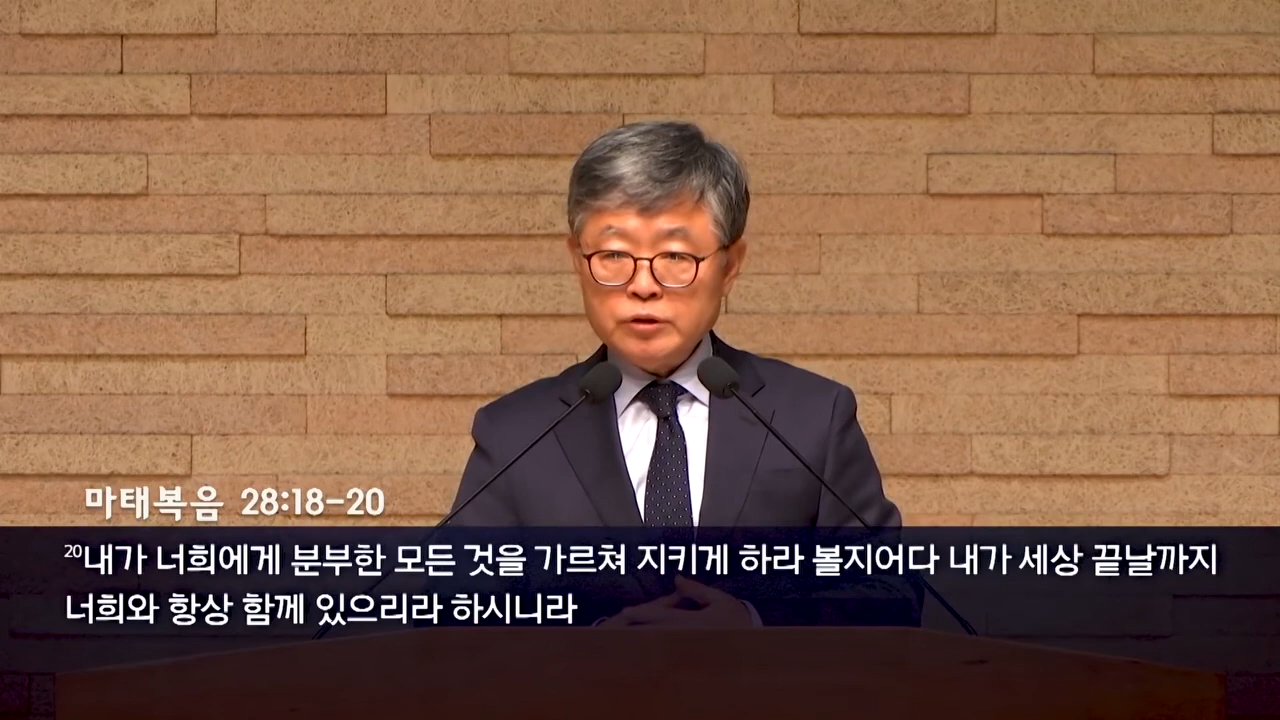 마태복음 28:18-20
20내가 너희에게 분부한 모든 것을 가르쳐 지키게 하라 볼지어다 내가 세상 끝날까지
너희와 항상 함께 있으리라 하시니라